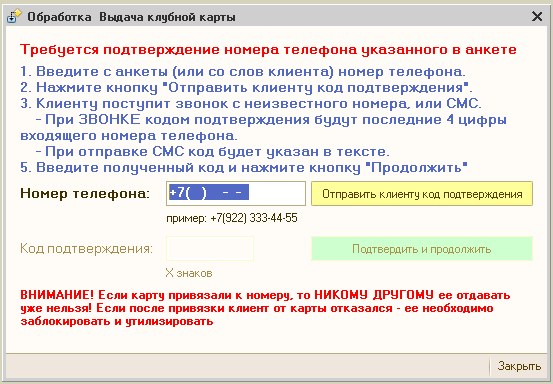 Обработка  Выдача клубной карты
Требуется подтверждение номера телефона указанного в анкете
1. Введите с анкеты (или со слов клиента) номер телефона.
2. Нажмите кнопку "Отправить клиенту код подтверждения".
3. Клиенту поступит звонок с неизвестного номера, или СМС.
- При ЗВОНКЕ кодом подтверждения будут последние 4 цифры
входящего номера телефона.
- При отправке СМС код будет указан в тексте.
5. Введите полученный код и нажмите кнопку "Продолжить"
Номер телефона: +7(   )   -  -   Отправить клиенту код подтверждения
пример: +7(922) 333-44-55
Код подтверждения: Подтвердить и продолжить
X знаков
ВНИМАНИЕ! Если карту привязали к номеру, то НИКОМУ ДРУГОМУ ее отдавать
уже нельзя! Если после привязки клиент от карты отказался - ее необходимо
заблокировать и утилизировать
Закрыть